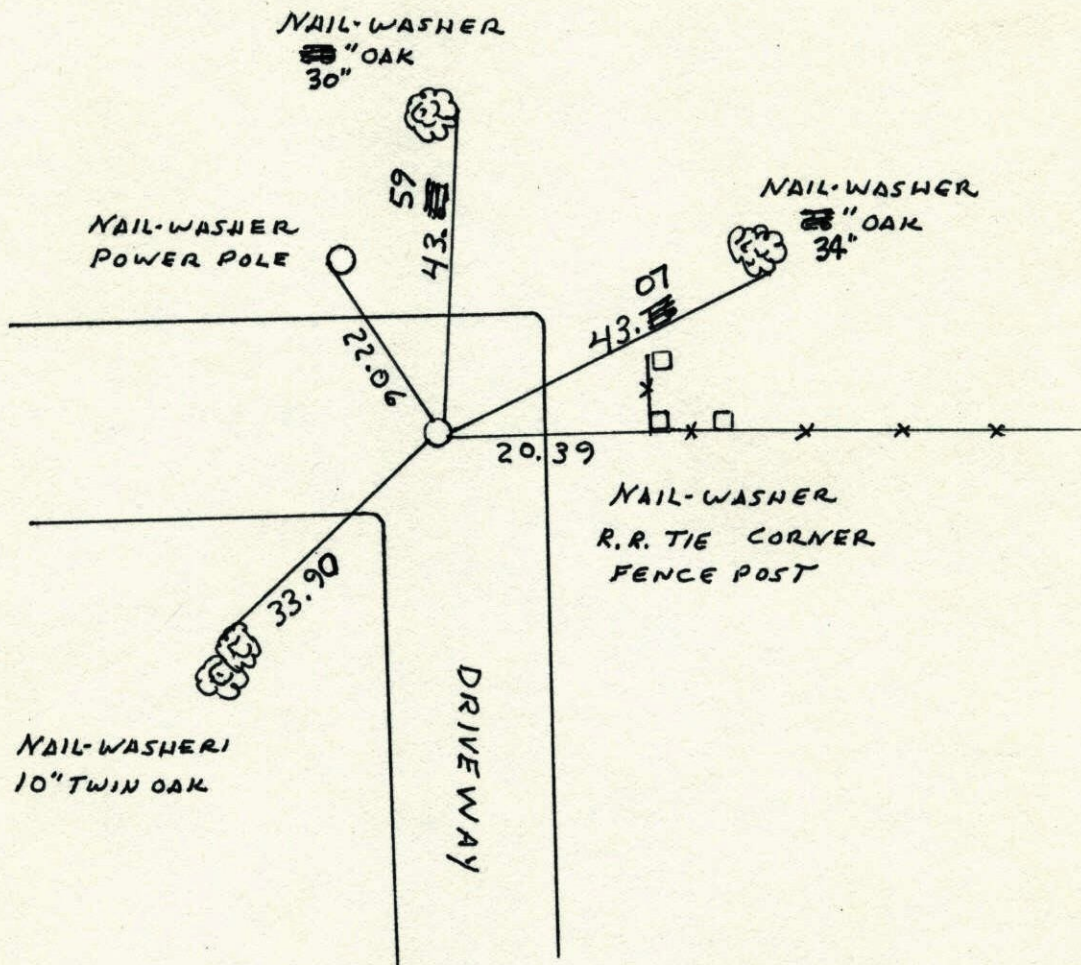 NAIL-WASHER
" OAK
30"
43.59
NAIL-WASHER
POWER POLE
22.06
NAIL-WASHER
" OAK
34"
43.07
20.39
NAIL-WASHER
R.R. TIE CORNER
FENCE POST
33.90
NAIL-WASHER
10" TWIN OAK
DRIVEWAY